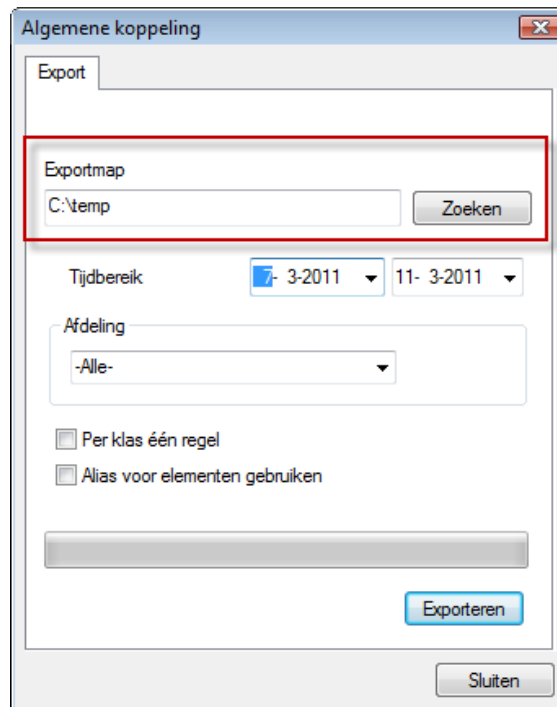 Algemene koppeling
Export
Exportmap
C:\temp
Zoeken
Tijdbereik
7- 3-2011
11- 3-2011
Afdeling
-Alle-
Per klas één regel
Alias voor elementen gebruiken
Exporteren
Sluiten